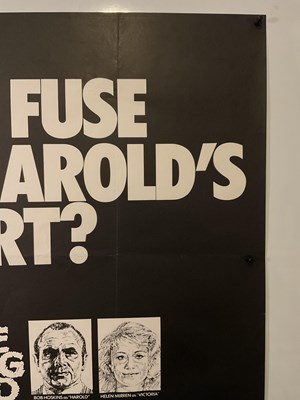 FUSE
AROLD'S
RT?
G
BOB HOSKINS as "HAROLD"
HELEN MIRREN as "VICTORIA"